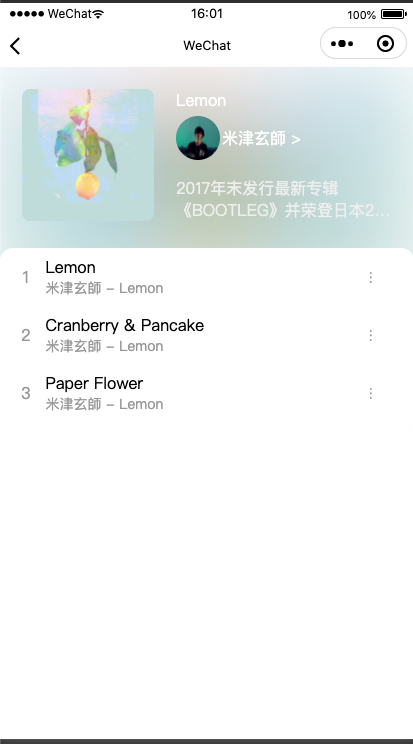 WeChat
16:01
100%
WeChat
Lemon
米津玄師 >
2017年末发行最新专辑
《BOOTLEG》并荣登日本2...
1
Lemon
米津玄師 - Lemon
2
Cranberry & Pancake
米津玄師 - Lemon
3
Paper Flower
米津玄師 - Lemon